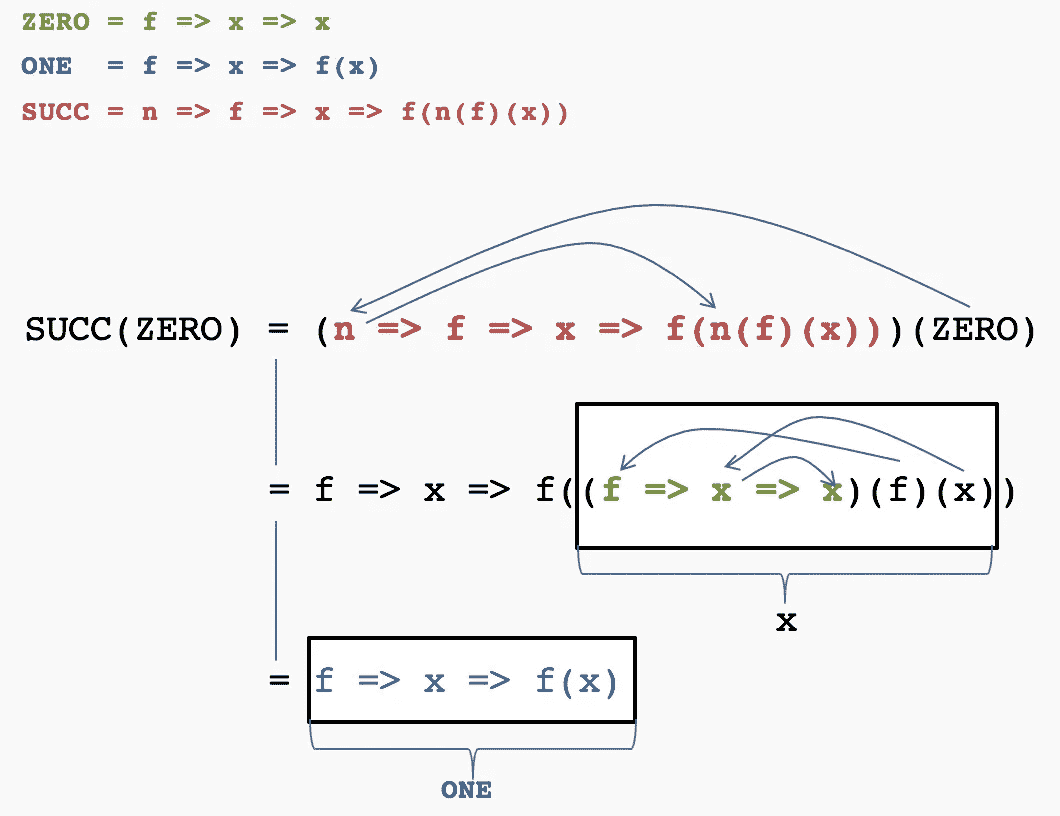 ZERO = f => x => x
ONE  = f => x => f(x)
SUCC = n => f => x => f(n(f)(x))
SUCC(ZERO) = (n => f => x => f(n(f)(x)))(ZERO)
= f => x => f((f => x => x)(f)(x))
x
= f => x => f(x)
ONE